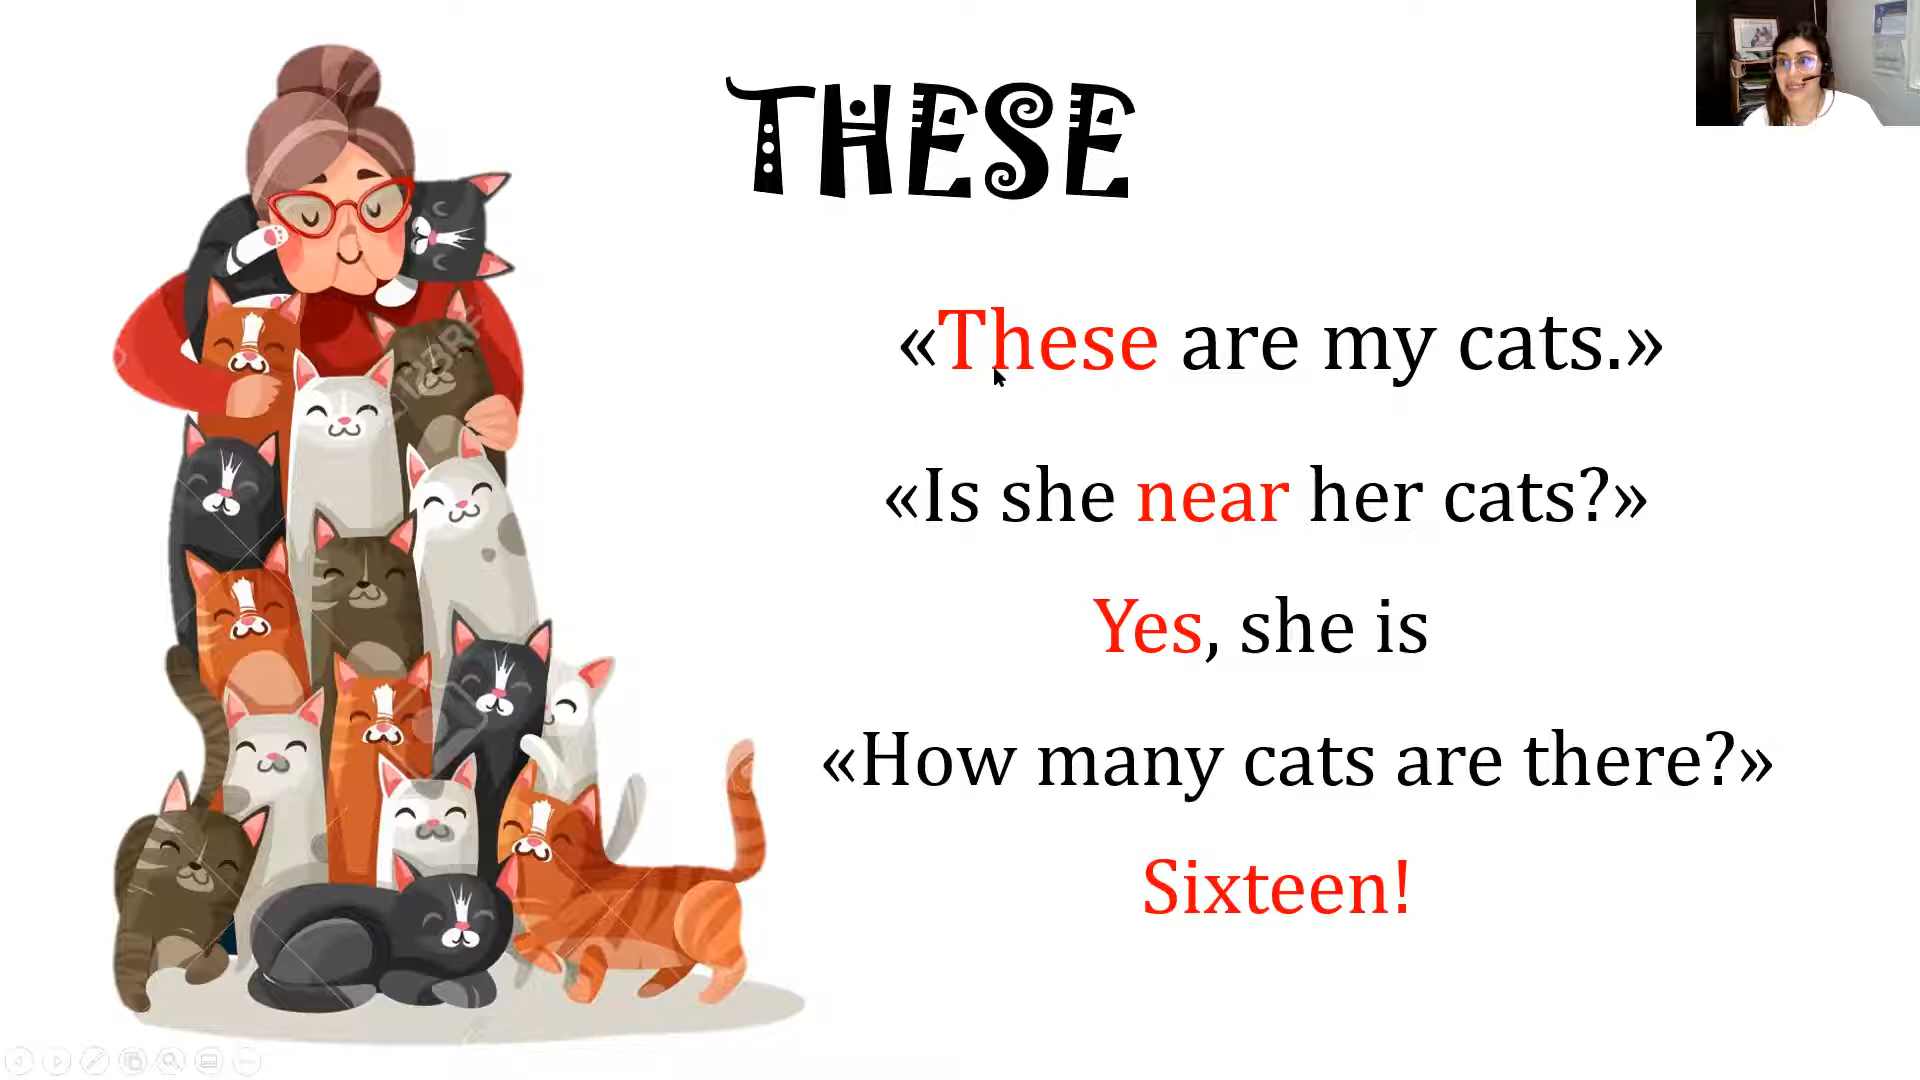 THESE
«These are my cats.»
«Is she near her cats?»
Yes, she is
«How many cats are there?»
Sixteen!